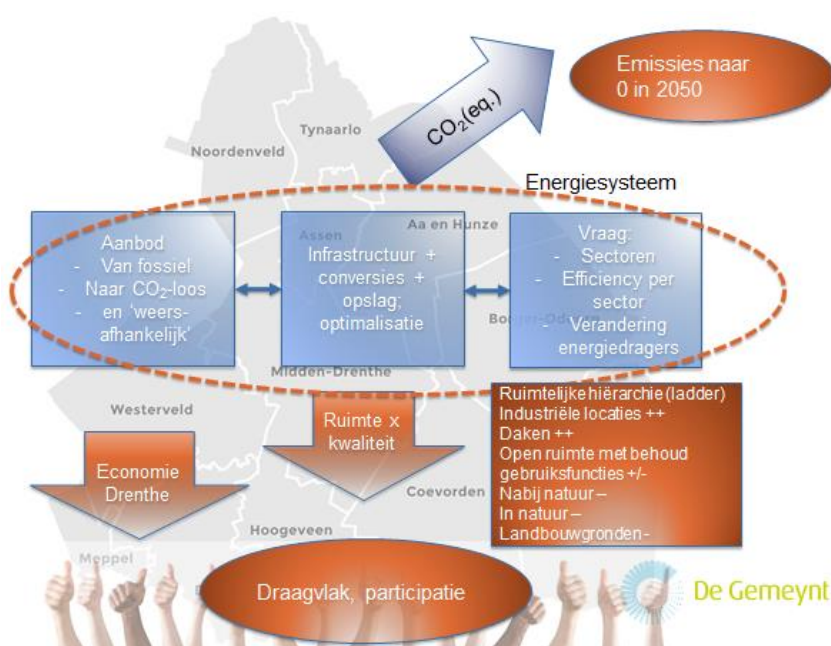 Emissies naar
0 in 2050
CO₂(eq.)
Tynaarlo
Noordenveld
Energiesysteem
Aa en Hunze
Assen
Aanbod
- Van fossiel
- Naar CO₂-loos
- en ‘weers-
afhankelijk’
Infrastructuur +
conversies +
opslag;
optimalisatie
Vraag:
- Sectoren
- Efficiency per
sector
- Verandering
energiedragers
Midden-Drenthe
Westerveld
Ruimte x
kwaliteit
Economie
Drenthe
Ruimtelijke hiërarchie (ladder)
Industriële locaties ++
Daken ++
Open ruimte met behoud
gebruiksfuncties +/-
Nabij natuur –
In natuur –
Landbouwgronden -
Coevorden
Hoogeveen
Meppel
Draagvlak, participatie
De Gemeynt